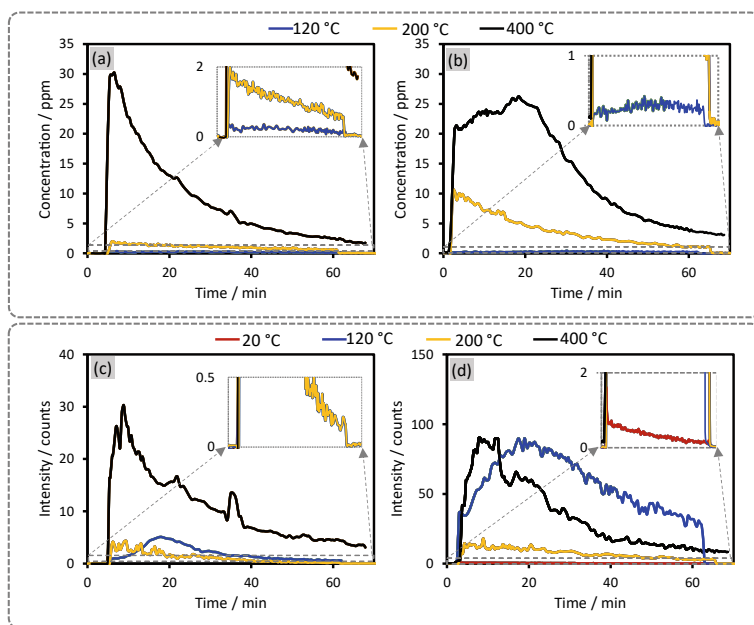 120 °C 200 °C 400 °C
(a)
Concentration / ppm
35
30
25
20
15
10
5
0
0 20 40 60
Time / min
2
0
(b)
Concentration / ppm
35
30
25
20
15
10
5
0
0 20 40 60
Time / min
1
0
20 °C 120 °C 200 °C 400 °C
(c)
Intensity / counts
40
30
20
10
0
0 20 40 60
Time / min
0.5
0
(d)
Intensity / counts
150
100
50
0
0 20 40 60
Time / min
2
0